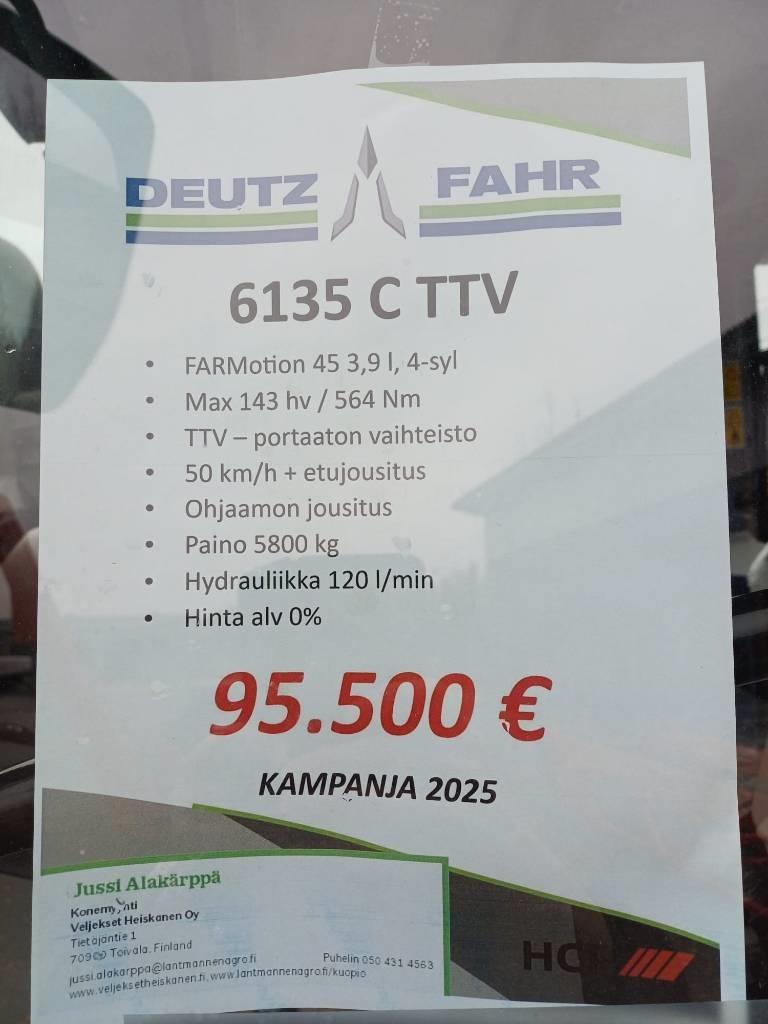 DEUTZ FAHR
6135 C TTV
• FARMotion 45 3,9 l, 4-syl
• Max 143 hv / 564 Nm
• TTV – portaaton vaihteisto
• 50 km/h + etujousitus
• Ohjaamon jousitus
• Paino 5800 kg
• Hydrauliikka 120 l/min
• Hinta alv 0%
95.500 €
KAMPANJA 2025
Jussi Alakärppä
Veljekset Heiskanen Oy
Tietäjäntie 1
Toivala, Finland
Puhelin 050 431 4563
jussi.alakarppa@lantmannenagro.fi
www.veljeksetheiskanen.fi, www.lantmannenagro.fi/kuopio